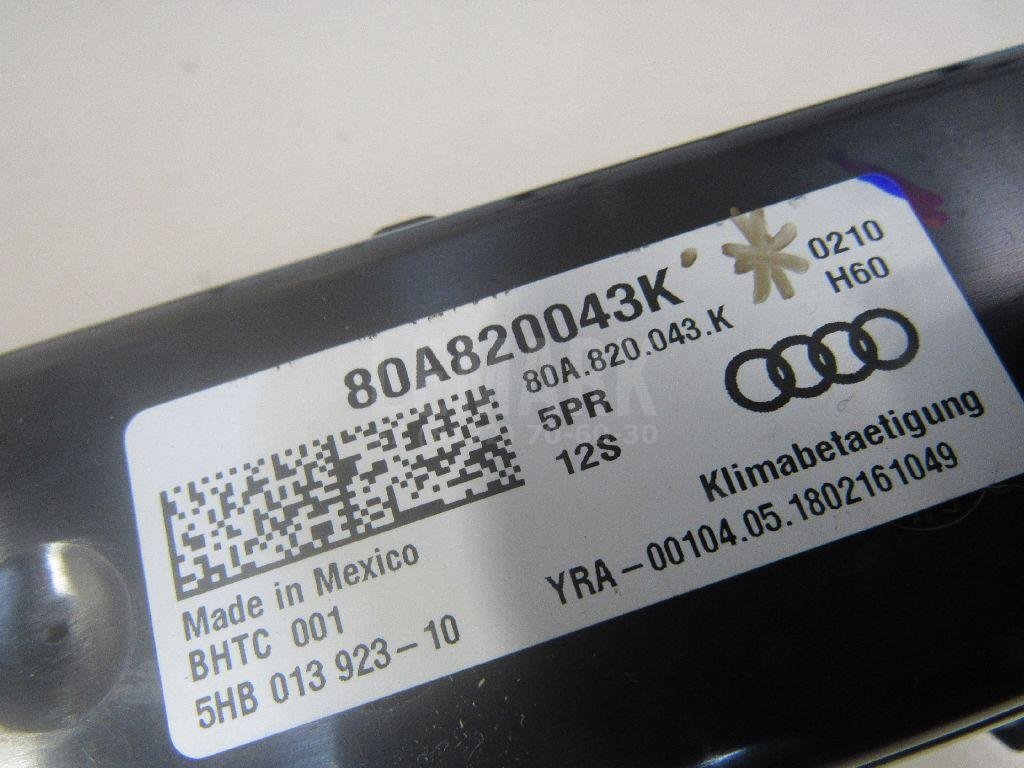 80A820043K
0210
H60
80A.820.043.K
5PR
12S
Klimabetaetigung
YRA-00104.05.1802161049
Made in Mexico
BHTC 001
5HB 013 923-10